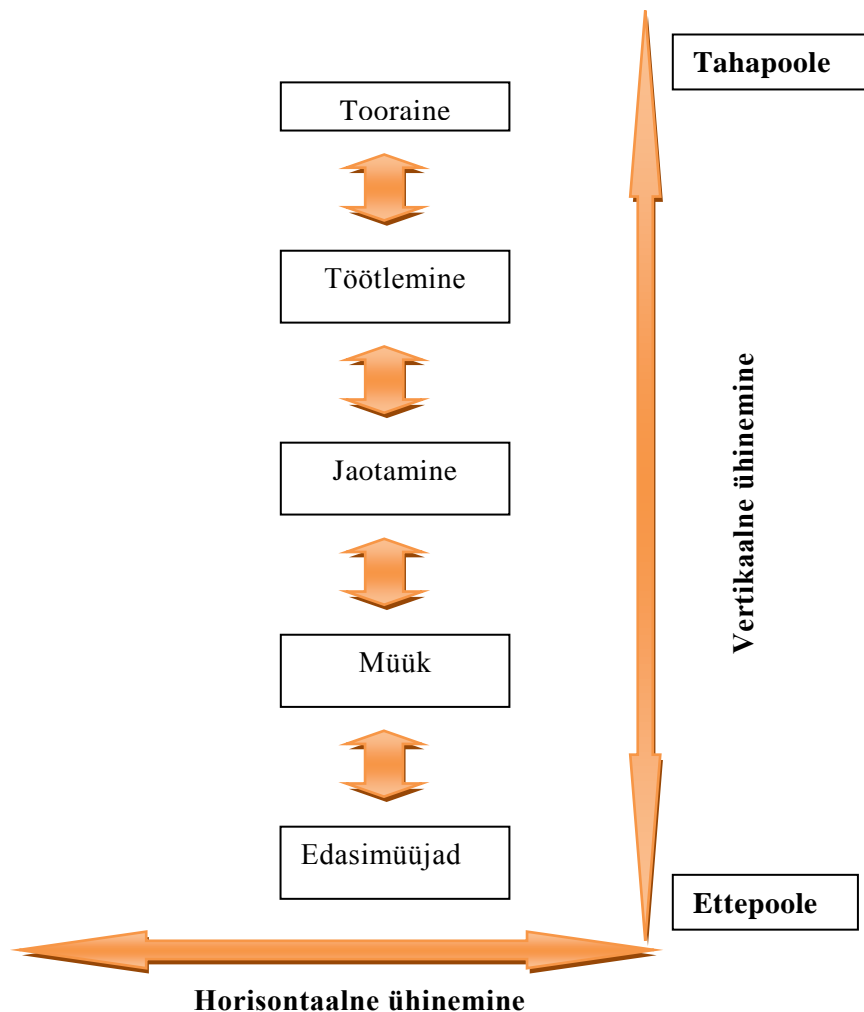 Tahapoole
Tooraine
Töötlemine
Jaotamine
Vertikaalne ühinemine
Müük
Edasimüüjad
Ettepoole
Horisontaalne ühinemine